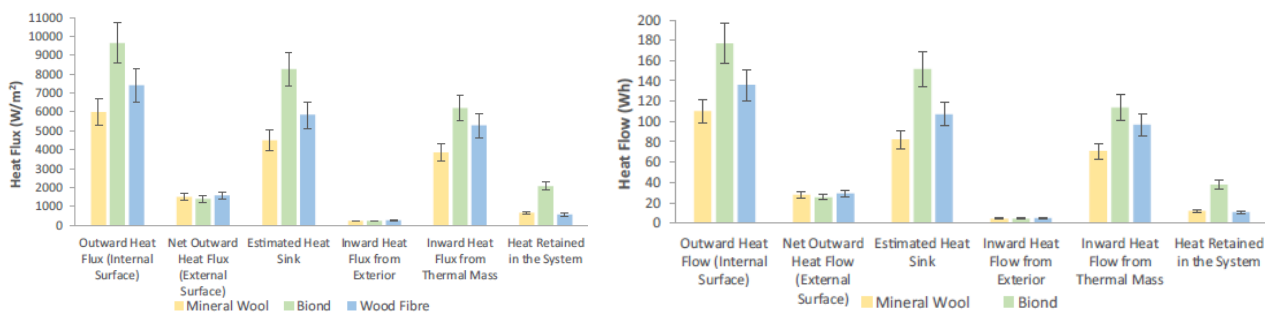 11000
10000
9000
8000
7000
6000
5000
4000
3000
2000
1000
0
Heat Flux (W/m²)
Outward Heat
Flux (Internal
Surface)
Net Outward
Heat Flux
(External
Surface)
Estimated Heat
Sink
Inward Heat
Flux from
Exterior
Inward Heat
Flux from
Thermal Mass
Heat Retained
in the System
Mineral Wool Biond Wood Fibre
200
180
160
140
120
100
80
60
40
20
0
Heat Flow (Wh)
Outward Heat
Flow (Internal
Surface)
Net Outward
Heat Flow
(External
Surface)
Estimated Heat
Sink
Inward Heat
Flow from
Exterior
Inward Heat
Flow from
Thermal Mass
Heat Retained
in the System
Mineral Wool Biond